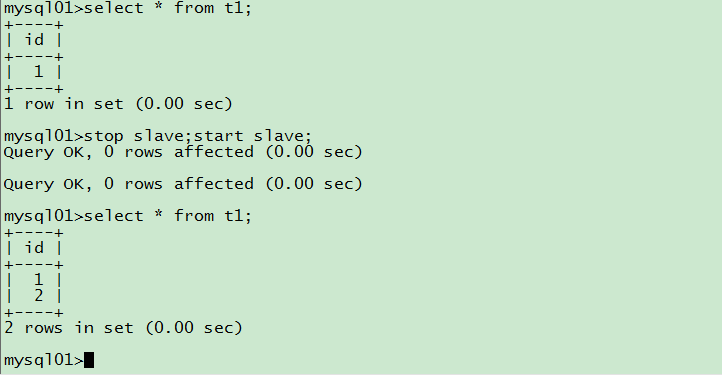 mysql01>select * from t1;
+----+
| id |
+----+
|  1 |
+----+
1 row in set (0.00 sec)
mysql01>stop slave;start slave;
Query OK, 0 rows affected (0.00 sec)
Query OK, 0 rows affected (0.00 sec)
mysql01>select * from t1;
+----+
| id |
+----+
|  1 |
|  2 |
+----+
2 rows in set (0.00 sec)
mysql01>